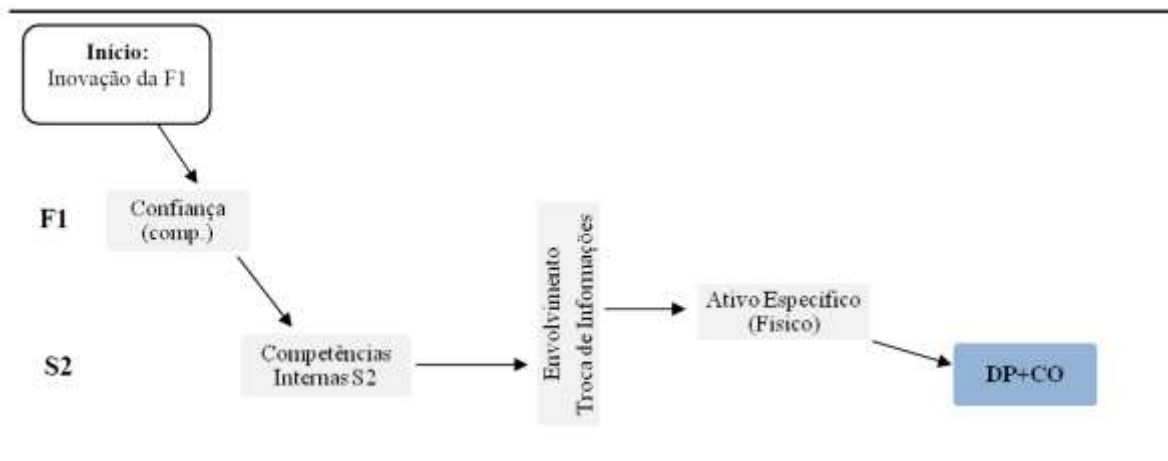 Início:
Inovação da F1
F1
Confiança
(comp.)
S2
Competências
Internas S2
Envolvimento
Troca de Informações
Ativo Específico
(Físico)
DP+CO